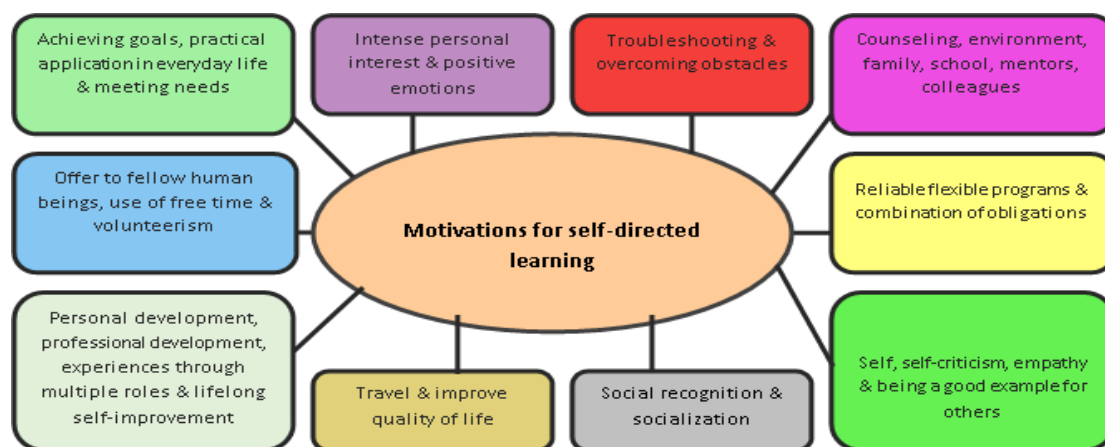 Achieving goals, practical
application in everyday life
& meeting needs
Intense personal
interest & positive
emotions
Troubleshooting &
overcoming obstacles
Counseling, environment,
family, school, mentors,
colleagues
Offer to fellow human
beings, use of free time &
volunteerism
Motivations for self-directed
learning
Reliable flexible programs &
combination of obligations
Personal development,
professional development,
experiences through
multiple roles & lifelong
self-improvement
Travel & improve
quality of life
Social recognition &
socialization
Self, self-criticism, empathy
& being a good example for
others